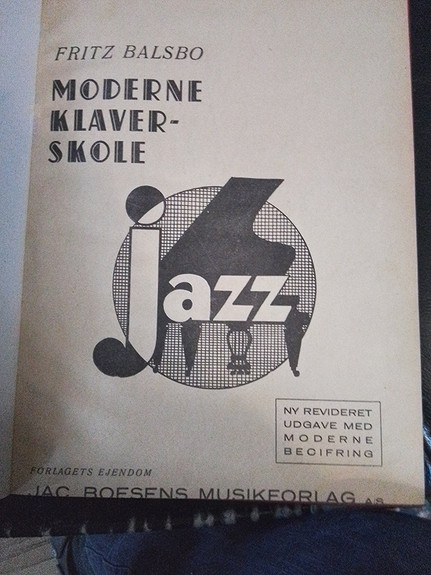 FRITZ BALSBO
MODERNE
KLAVER-
SKOLE
jazz
NY REVIDERET
UDGAVE MED
MODERNE
BECIFRING
FORLAGETS EJENDOM
JAC. BOESENS MUSIKFORLAG A/S